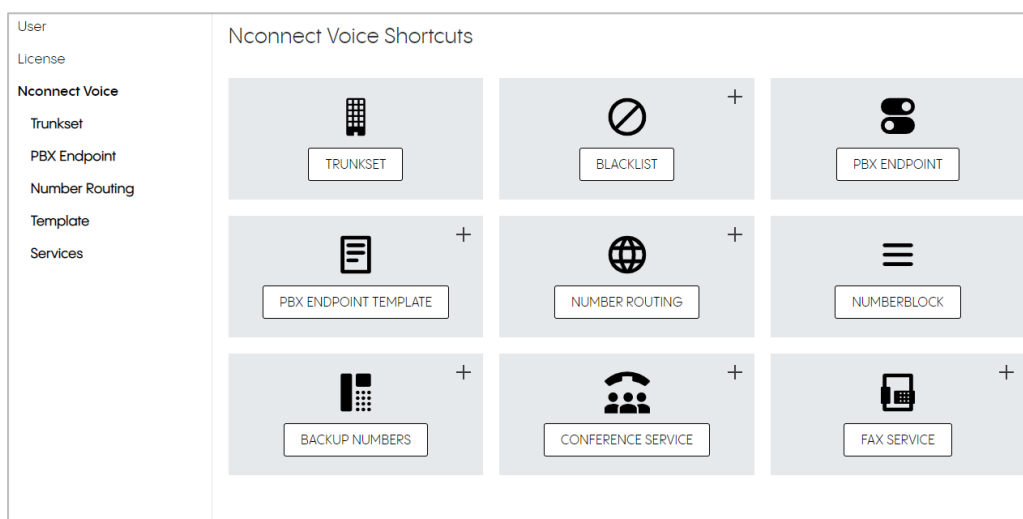 User
License
Nconnect Voice
Trunkset
PBX Endpoint
Number Routing
Template
Services
Nconnect Voice Shortcuts
TRUNKSET
BLACKLIST
PBX ENDPOINT
PBX ENDPOINT TEMPLATE
NUMBER ROUTING
NUMBERBLOCK
BACKUP NUMBERS
CONFERENCE SERVICE
FAX SERVICE